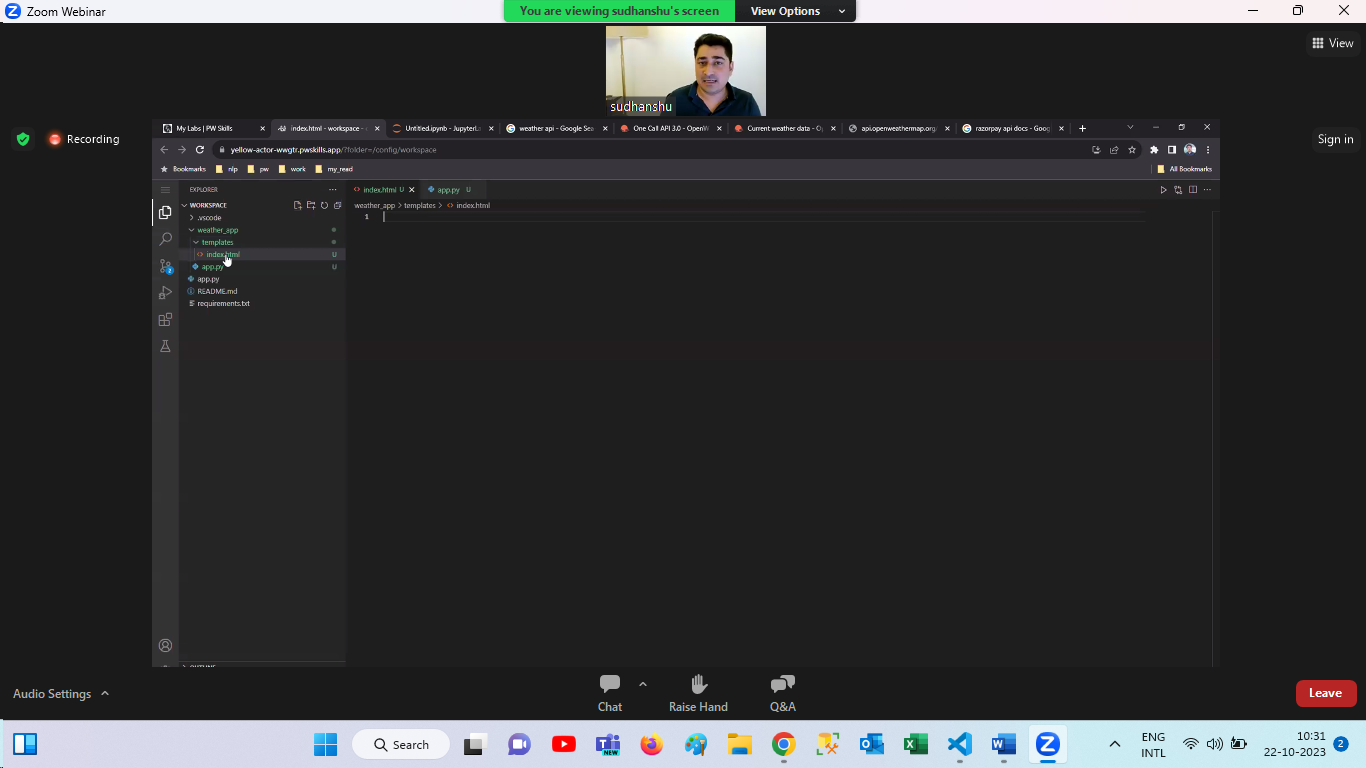 Zoom Webinar
You are viewing sudhanshu's screen
View Options
View
sudhanshu
Recording
Sign in
My Labs | PW Skills
index.html - workspace -
Untitled.ipynb - JupyterL
weather api - Google Sea
One Call API 3.0 - OpenW
Current weather data - O
api.openweathermap.org
razorpay api docs - Goog
yellow-actor-wwgtr.pwskills.app/?folder=/config/workspace
Bookmarks
nlp
pw
work
my_read
All Bookmarks
EXPLORER
index.html U
app.py U
WORKSPACE
weather_app > templates > index.html
.vscode
1
weather_app
templates
index.html U
app.py U
app.py
README.md
requirements.txt
OUTLINE
Audio Settings
Chat
Raise Hand
Q&A
Leave
Search
NEW
ENG
INTL
10:31
22-10-2023
2